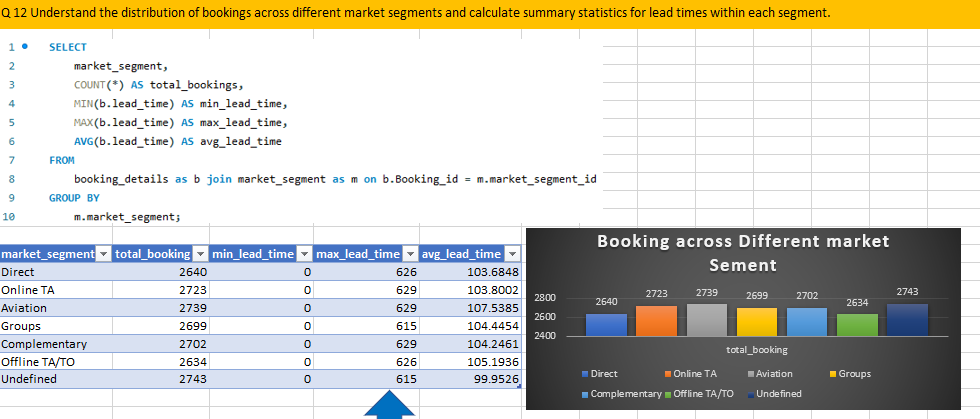 Q 12 Understand the distribution of bookings across different market segments and calculate summary statistics for lead times within each segment.
1 SELECT
2 market_segment,
3 COUNT(*) AS total_bookings,
4 MIN(b.lead_time) AS min_lead_time,
5 MAX(b.lead_time) AS max_lead_time,
6 AVG(b.lead_time) AS avg_lead_time
7 FROM
8 booking_details as b join market_segment as m on b.Booking_id = m.market_segment_id
9 GROUP BY
10 m.market_segment;
market_segment total_booking min_lead_time max_lead_time avg_lead_time
Direct 2640 0 626 103.6848
Online TA 2723 0 629 103.8002
Aviation 2739 0 629 107.5385
Groups 2699 0 615 104.4454
Complementary 2702 0 629 104.2461
Offline TA/TO 2634 0 626 105.1936
Undefined 2743 0 615 99.9526
Booking across Different market
Sement
2800
2600
2400
2640 2723 2739 2699 2702 2634 2743
total_booking
Direct Online TA Aviation Groups
Complementary Offline TA/TO Undefined